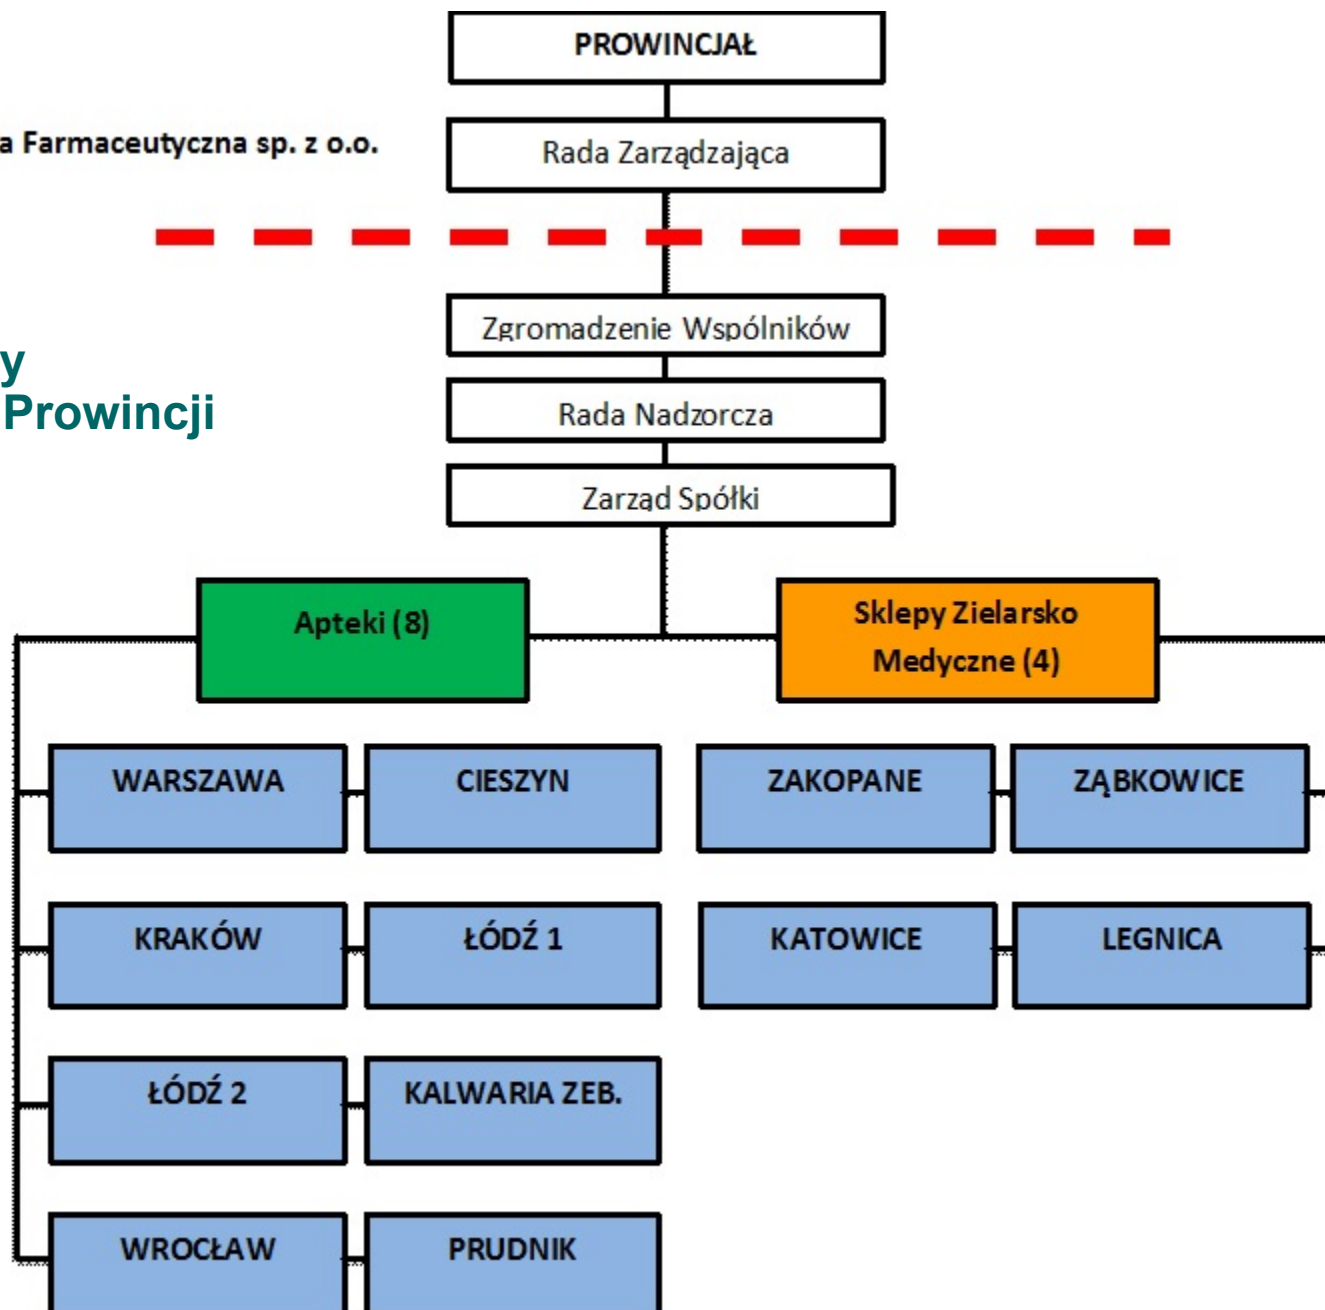 PROWINCJAŁ
a Farmaceutyczna sp. z o.o.
Rada Zarządzająca
Zgromadzenie Wspólników
y
Prowincji
Rada Nadzorcza
Zarząd Spółki
Apteki (8)
Sklepy Zielarsko
Medyczne (4)
WARSZAWA
CIESZYN
ZAKOPANE
ZĄBKOWICE
KRAKÓW
ŁÓDŹ 1
KATOWICE
LEGNICA
ŁÓDŹ 2
KALWARIA ZEB.
WROCŁAW
PRUDNIK